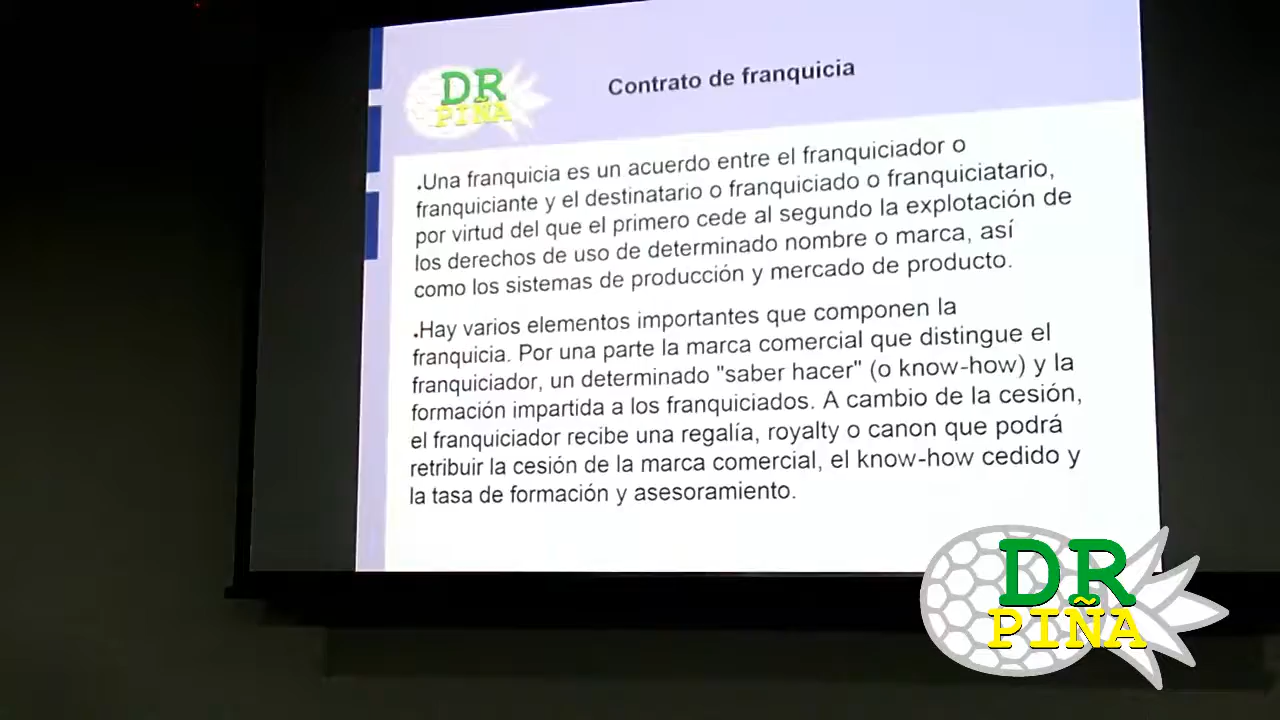 DR
PIÑA
Contrato de franquicia
.Una franquicia es un acuerdo entre el franquiciador o
franquiciante y el destinatario o franquiciado o franquiciatario,
por virtud del que el primero cede al segundo la explotación de
los derechos de uso de determinado nombre o marca, así
como los sistemas de producción y mercado de producto.
.Hay varios elementos importantes que componen la
franquicia. Por una parte la marca comercial que distingue el
franquiciador, un determinado "saber hacer" (o know-how) y la
formación impartida a los franquiciados. A cambio de la cesión,
el franquiciador recibe una regalía, royalty o canon que podrá
retribuir la cesión de la marca comercial, el know-how cedido y
la tasa de formación y asesoramiento.
DR
PIÑA